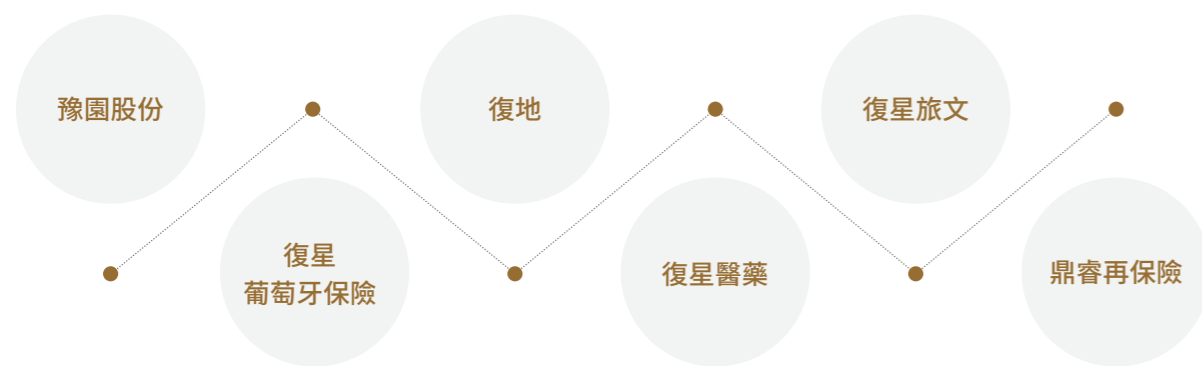 豫園股份
復地
復星旅文
復星
葡萄牙保險
復星醫藥
鼎睿再保險